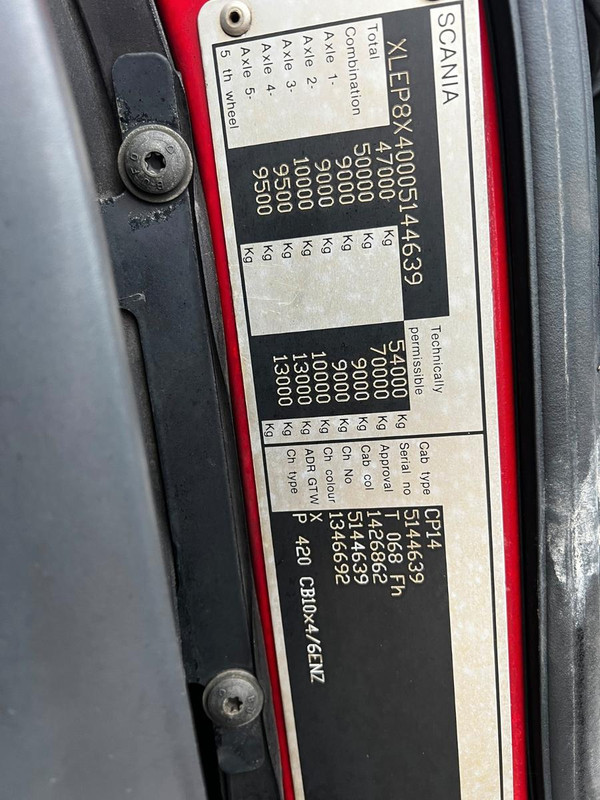 SCANIA
XLEP8X40005144639
Technically
permissible
Total 47000 Kg 54000 Kg
Combination 50000 Kg 70000 Kg
Axle 1- 9000 Kg 9000 Kg
Axle 2- 9000 Kg 9000 Kg
Axle 3- 10000 Kg 10000 Kg
Axle 4- 9500 Kg 13000 Kg
Axle 5- 9500 Kg 13000 Kg
5 th wheel Kg Kg
Cab type CP14
Serial no 5144639
Approval T 068 Fh
Cab col 1426862
Ch No 5144639
Ch colour 1346692
ADR GTW X
Ch type P 420 CB10x4/6ENZ